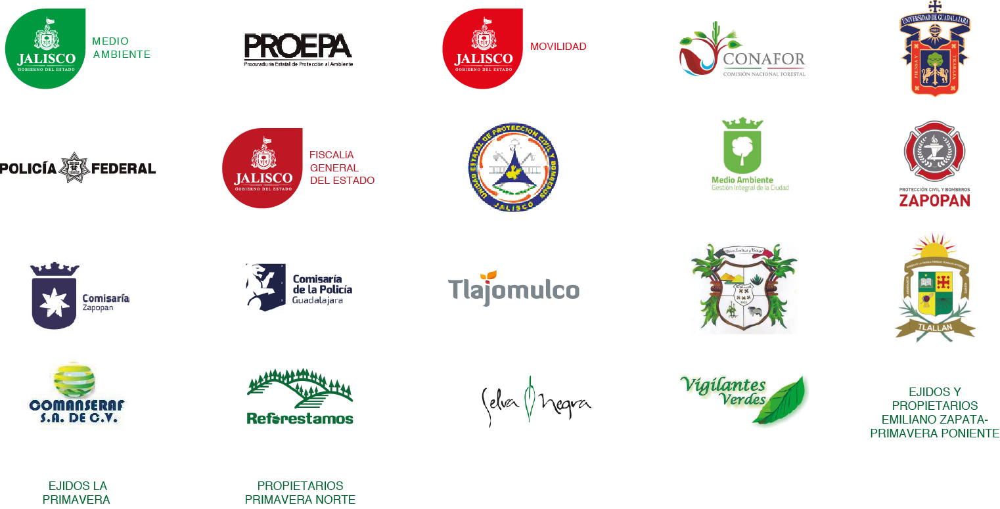 JALISCO
GOBIERNO DEL ESTADO
MEDIO
AMBIENTE
PROEPA
Procuraduría Estatal de Protección al Ambiente
JALISCO
GOBIERNO DEL ESTADO
MOVILIDAD
CONAFOR
COMISIÓN NACIONAL FORESTAL
UNIVERSIDAD DE GUADALAJARA
PIENSA Y
TRABAJA
POLICÍA
FEDERAL
JALISCO
GOBIERNO DEL ESTADO
FISCALíA
GENERAL
DEL ESTADO
UNIDAD ESTATAL DE PROTECCION CIVIL Y BOMBEROS
JALISCO
Medio Ambiente
Gestión Integral de la Ciudad
PROTECCIÓN CIVIL Y BOMBEROS
ZAPOPAN
Comisaría
Zapopan
Comisaría
de la Policía
Guadalajara
Tlajomulco
TLALLAN
COMANSERAF
S.A. DE C.V.
Reforestamos
Selva Negra
Vigilantes
Verdes
EJIDOS Y
PROPIETARIOS
EMILIANO ZAPATA-
PRIMAVERA PONIENTE
EJIDOS LA
PRIMAVERA
PROPIETARIOS
PRIMAVERA NORTE